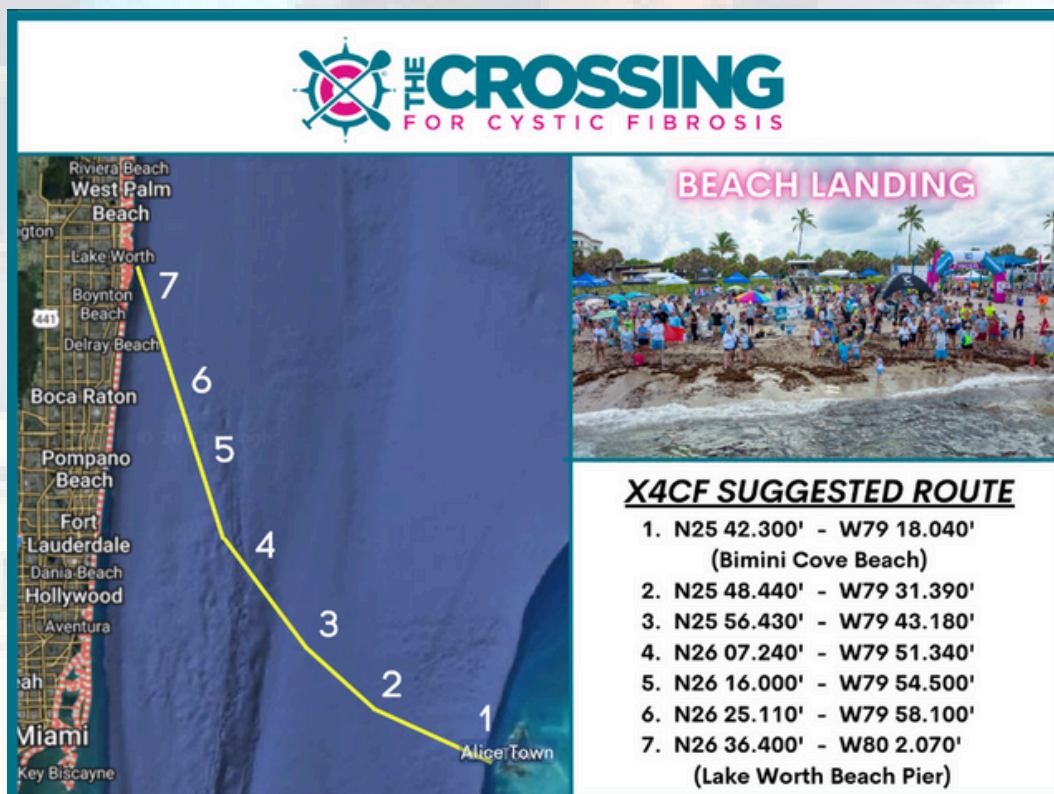 THE CROSSING
FOR CYSTIC FIBROSIS
Riviera Beach
West Palm
Beach
ngton
Lake Worth
7
Boynton
Beach
441
Delray Beach
6
Boca Raton
5
Pompano
Beach
Fort
Lauderdale
4
Dania Beach
Hollywood
Aventura
3
eah
2
Miami
1
Alice Town
Key Biscayne
BEACH LANDING
X4CF SUGGESTED ROUTE
1. N25 42.300' - W79 18.040'
(Bimini Cove Beach)
2. N25 48.440' - W79 31.390'
3. N25 56.430' - W79 43.180'
4. N26 07.240' - W79 51.340'
5. N26 16.000' - W79 54.500'
6. N26 25.110' - W79 58.100'
7. N26 36.400' - W80 2.070'
(Lake Worth Beach Pier)